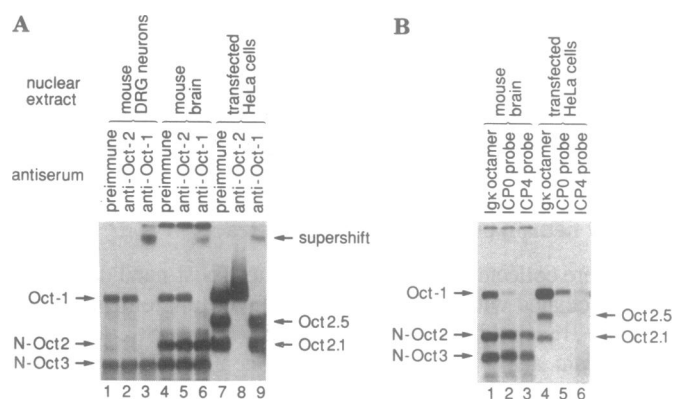 A
nuclear extract
mouse DRG neurons
mouse brain
transfected HeLa cells
antiserum
preimmune
anti-Oct-2
anti-Oct-1
preimmune
anti-Oct-2
anti-Oct-1
preimmune
anti-Oct-2
anti-Oct-1
supershift
Oct-1
Oct2.5
N-Oct2
Oct2.1
N-Oct3
1 2 3 4 5 6 7 8 9
B
mouse brain
transfected HeLa cells
Igκ octamer
ICP0 probe
ICP4 probe
Igκ octamer
ICP0 probe
ICP4 probe
Oct-1
Oct2.5
N-Oct2
Oct2.1
N-Oct3
1 2 3 4 5 6